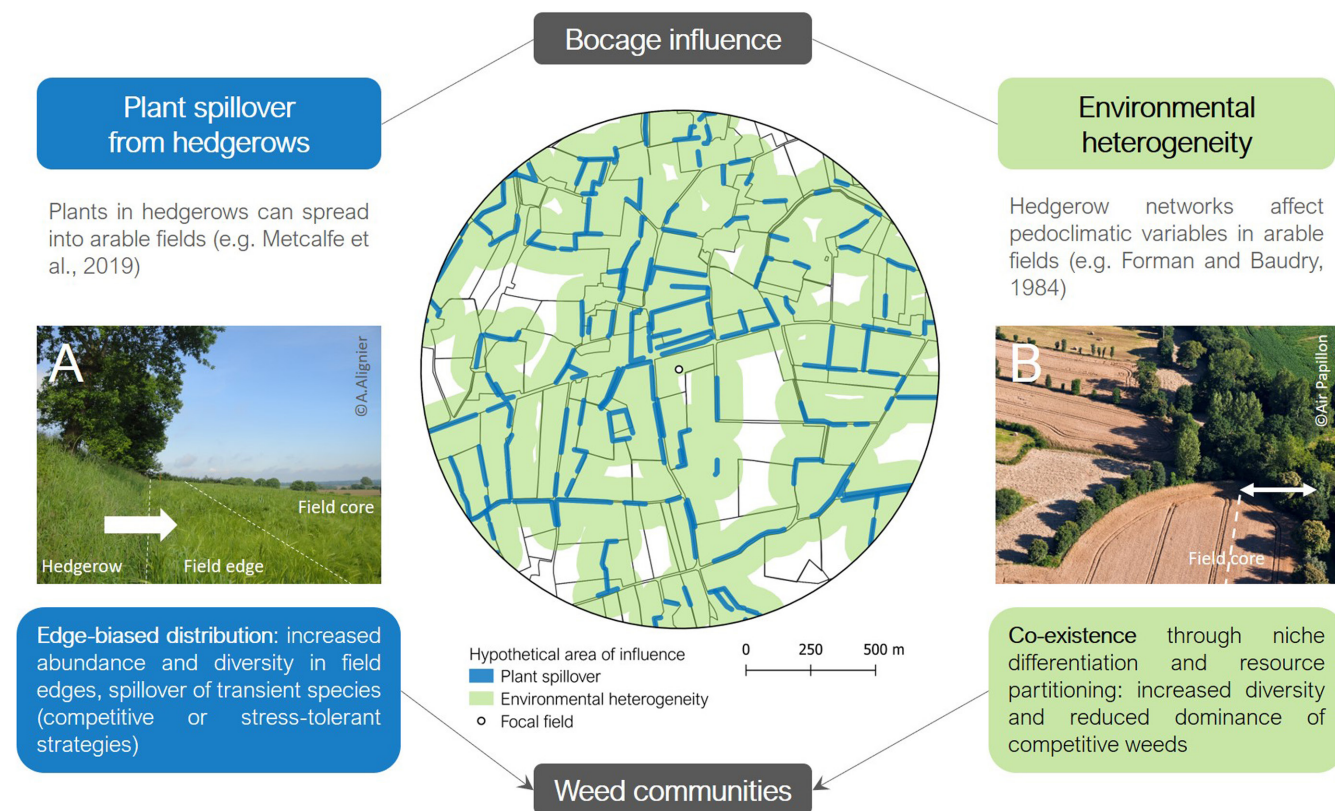 Bocage influence
Plant spillover
from hedgerows
Plants in hedgerows can spread
into arable fields (e.g. Metcalfe et
al., 2019)
A
©A.Alignier
Field core
Hedgerow
Field edge
Edge-biased distribution: increased
abundance and diversity in field
edges, spillover of transient species
(competitive or stress-tolerant
strategies)
Hypothetical area of influence
Plant spillover
Environmental heterogeneity
Focal field
0 250 500 m
Environmental
heterogeneity
Hedgerow networks affect
pedoclimatic variables in arable
fields (e.g. Forman and Baudry,
1984)
B
©Air Papillon
Field core
Co-existence through niche
differentiation and resource
partitioning: increased diversity
and reduced dominance of
competitive weeds
Weed communities